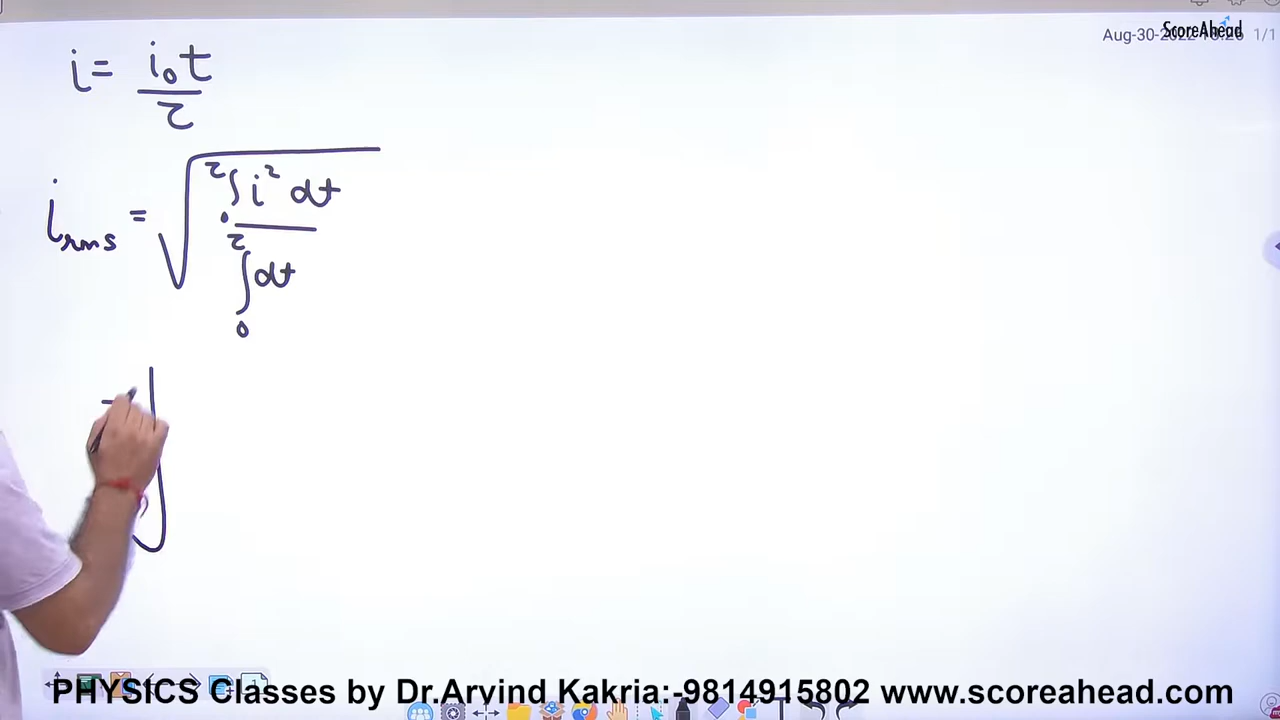 ScoreAhead
Aug-30-2022 1/1
i = i₀t / τ
i rms = √ ∫₀^τ i² dt / ∫₀^τ dt
=
PHYSICS Classes by Dr.Arvind Kakria:-9814915802 www.scoreahead.com